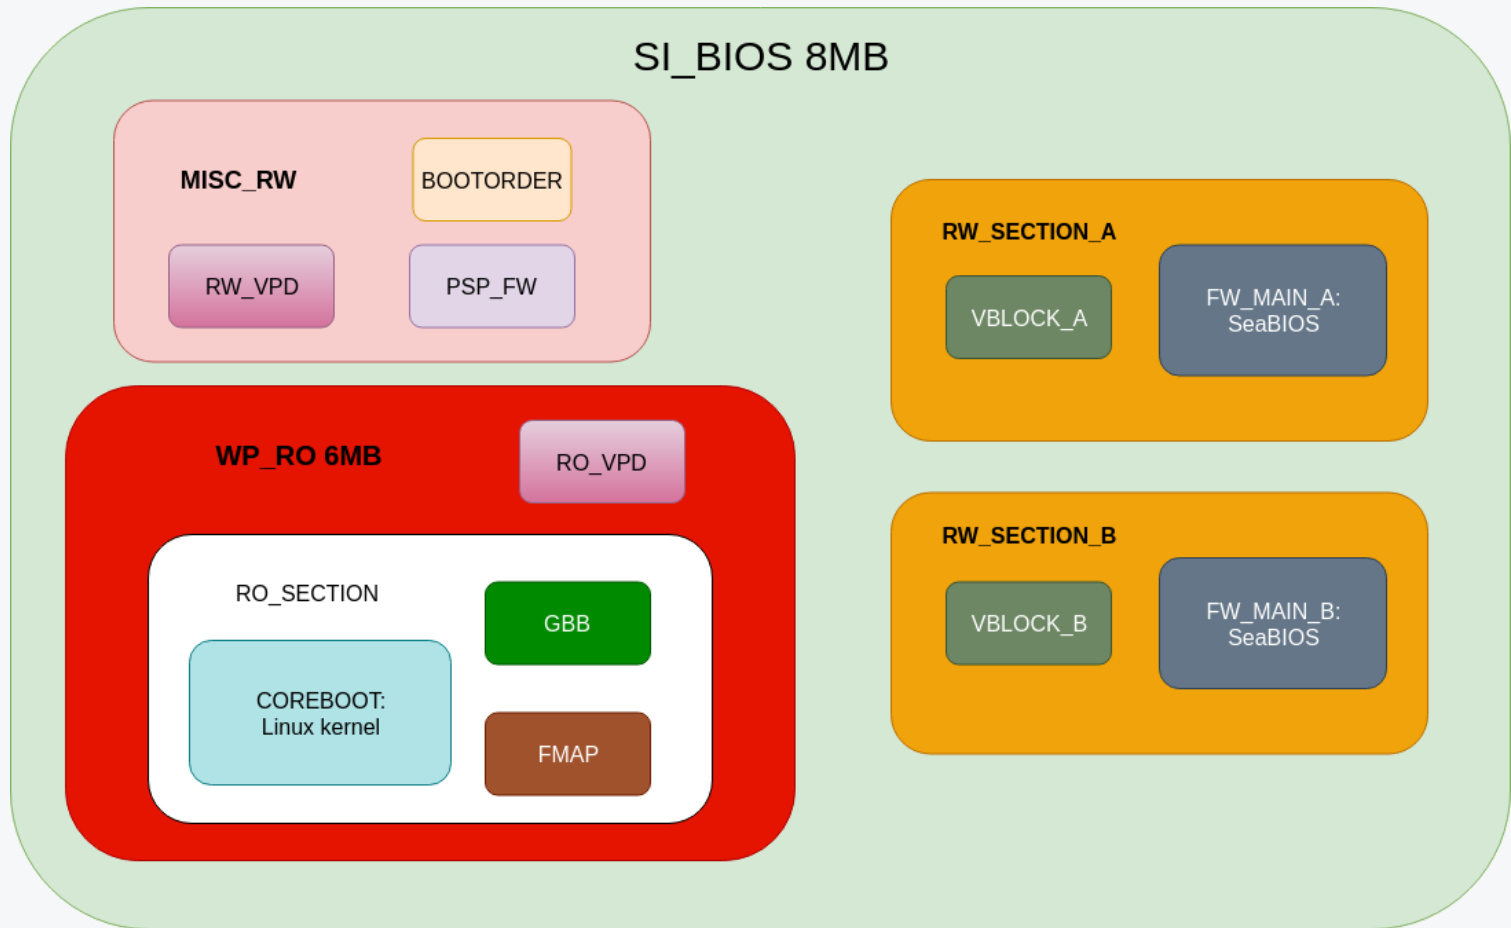 SI_BIOS 8MB
MISC_RW
BOOTORDER
RW_VPD
PSP_FW
WP_RO 6MB
RO_VPD
RO_SECTION
GBB
COREBOOT:
Linux kernel
FMAP
RW_SECTION_A
VBLOCK_A
FW_MAIN_A:
SeaBIOS
RW_SECTION_B
VBLOCK_B
FW_MAIN_B:
SeaBIOS